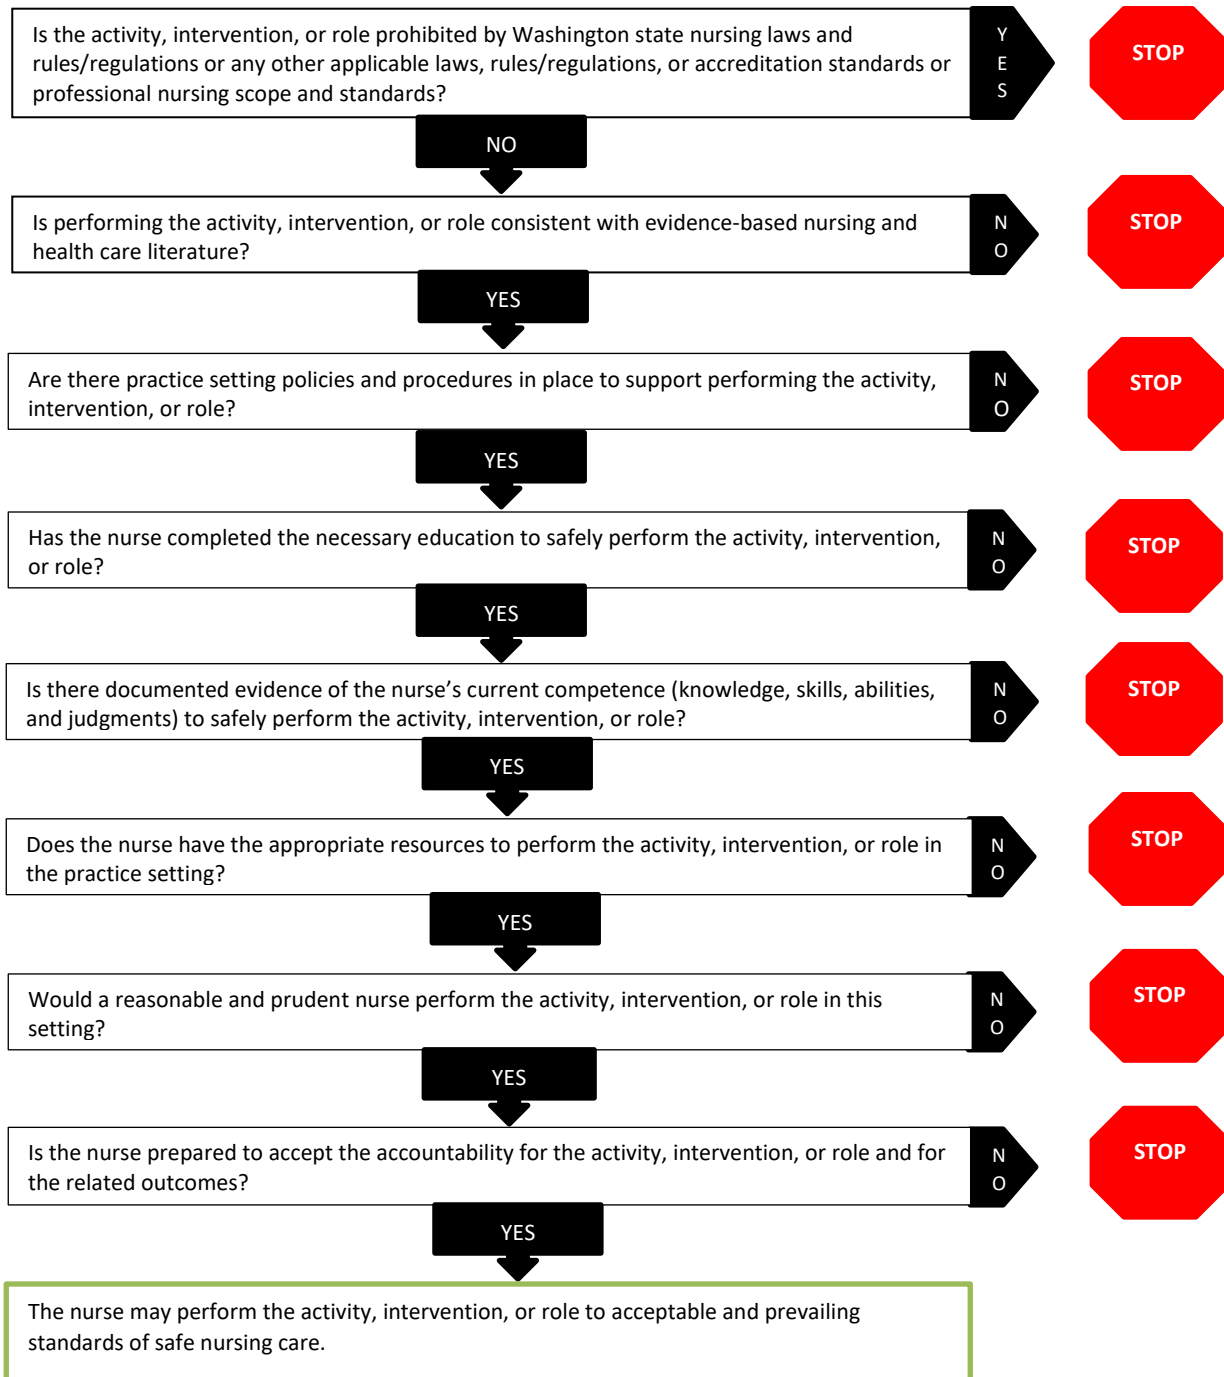 Is the activity, intervention, or role prohibited by Washington state nursing laws and
rules/regulations or any other applicable laws, rules/regulations, or accreditation standards or
professional nursing scope and standards?
Y
E
S
STOP
NO
Is performing the activity, intervention, or role consistent with evidence-based nursing and
health care literature?
N
O
STOP
YES
Are there practice setting policies and procedures in place to support performing the activity,
intervention, or role?
N
O
STOP
YES
Has the nurse completed the necessary education to safely perform the activity, intervention,
or role?
N
O
STOP
YES
Is there documented evidence of the nurse’s current competence (knowledge, skills, abilities,
and judgments) to safely perform the activity, intervention, or role?
N
O
STOP
YES
Does the nurse have the appropriate resources to perform the activity, intervention, or role in
the practice setting?
N
O
STOP
YES
Would a reasonable and prudent nurse perform the activity, intervention, or role in this
setting?
N
O
STOP
YES
Is the nurse prepared to accept the accountability for the activity, intervention, or role and for
the related outcomes?
N
O
STOP
YES
The nurse may perform the activity, intervention, or role to acceptable and prevailing
standards of safe nursing care.